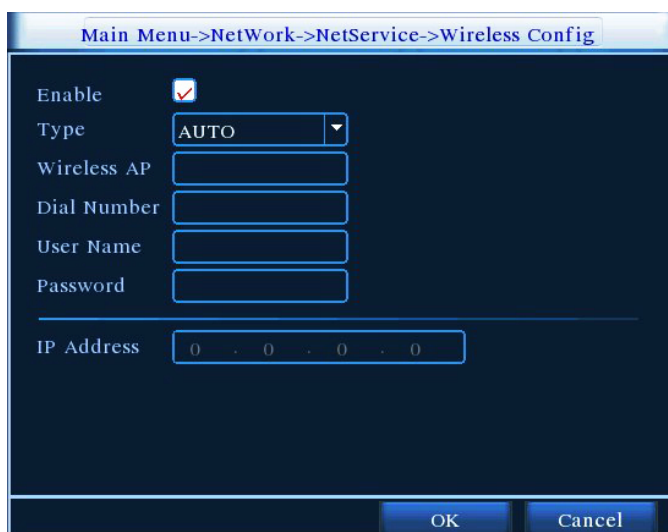 Main Menu->NetWork->NetService->Wireless Config
Enable
Type AUTO
Wireless AP
Dial Number
User Name
Password
IP Address 0 . 0 . 0 . 0
OK Cancel